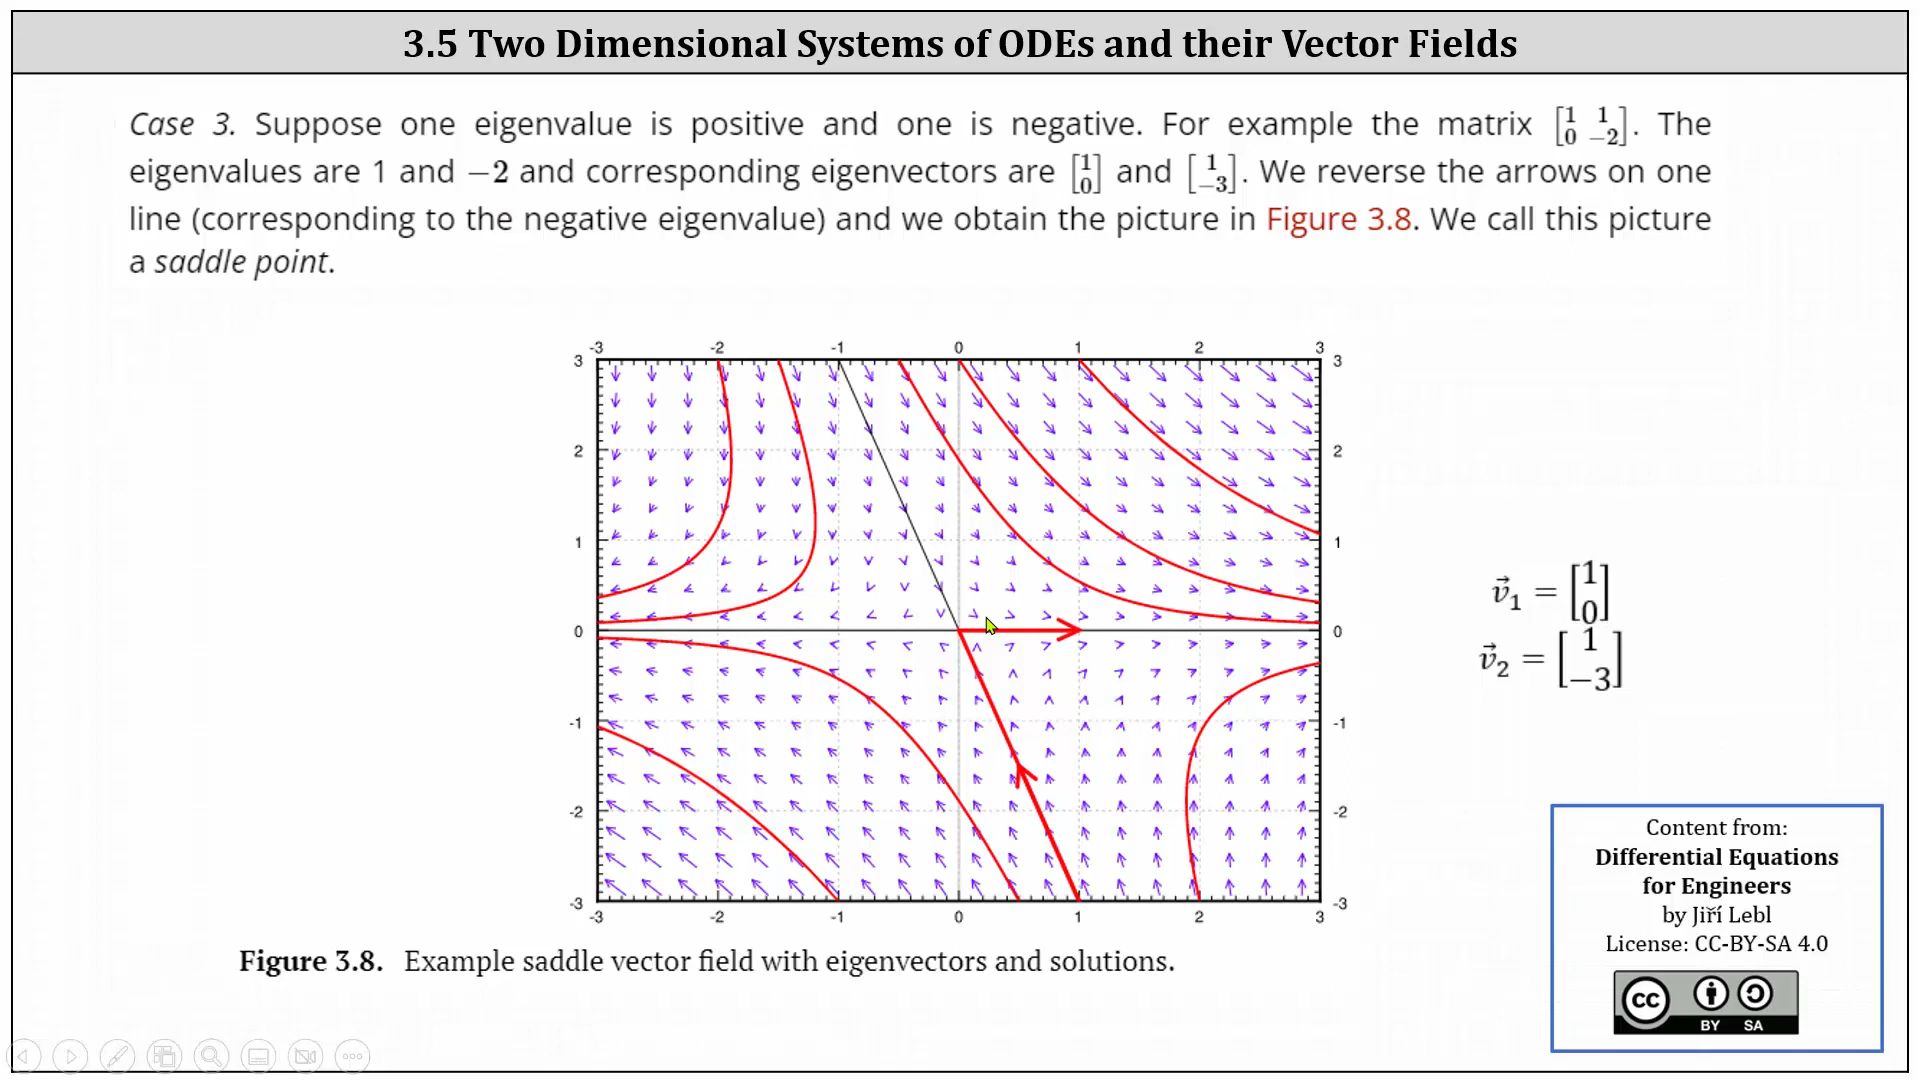 3.5 Two Dimensional Systems of ODEs and their Vector Fields
Case 3. Suppose one eigenvalue is positive and one is negative. For example the matrix [1 1; 0 −2]. The
eigenvalues are 1 and −2 and corresponding eigenvectors are [1; 0] and [1; −3]. We reverse the arrows on one
line (corresponding to the negative eigenvalue) and we obtain the picture in Figure 3.8. We call this picture
a saddle point.
-3 -2 -1 0 1 2 3
3 3
2 2
1 1
0 0
-1 -1
-2 -2
-3 -3
-3 -2 -1 0 1 2 3
v⃗₁ = [1; 0]
v⃗₂ = [1; −3]
Figure 3.8. Example saddle vector field with eigenvectors and solutions.
Content from:
Differential Equations
for Engineers
by Jiří Lebl
License: CC-BY-SA 4.0
cc
BY SA